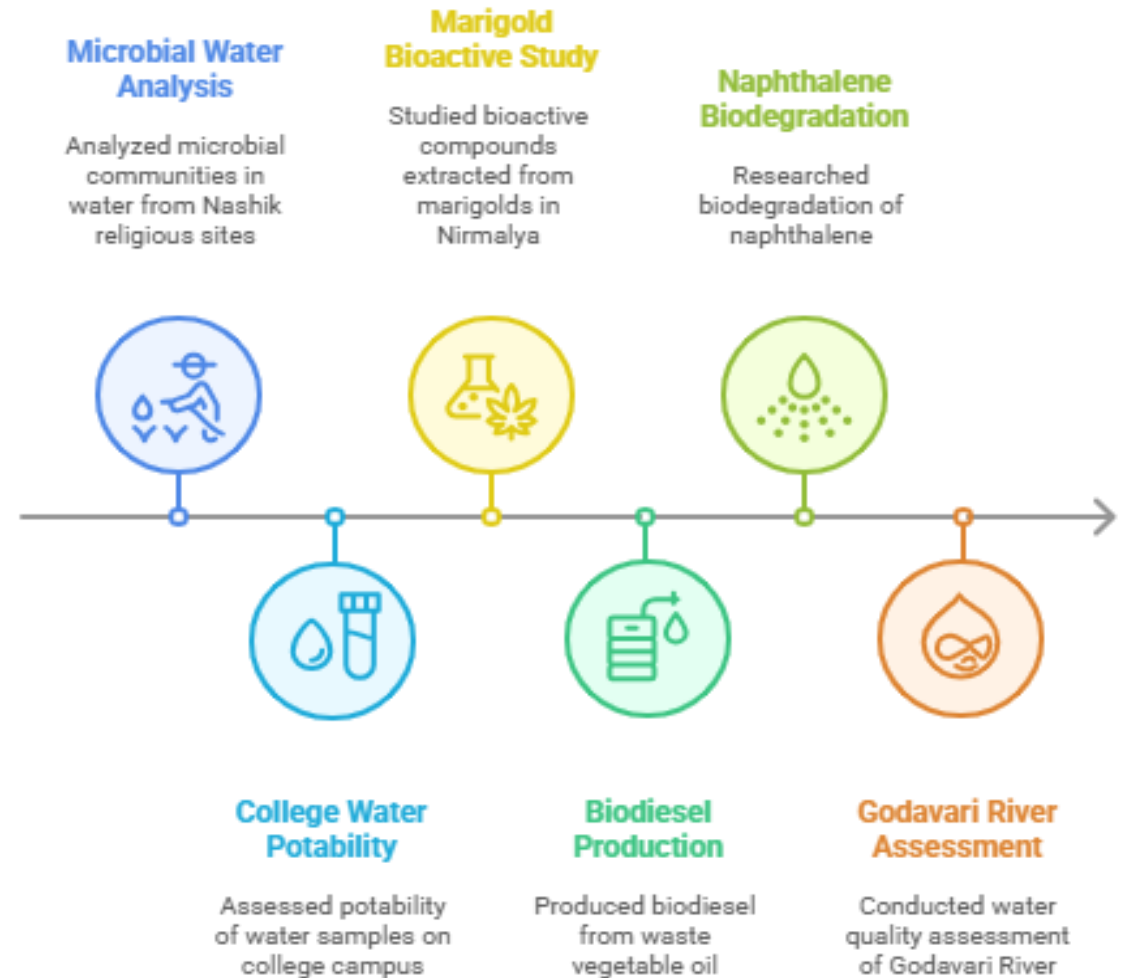 Microbial Water
Analysis
Analyzed microbial
communities in
water from Nashik
religious sites
College Water
Potability
Assessed potability
of water samples on
college campus
Marigold
Bioactive Study
Studied bioactive
compounds
extracted from
marigolds in
Nirmalya
Biodiesel
Production
Produced biodiesel
from waste
vegetable oil
Naphthalene
Biodegradation
Researched
biodegradation of
naphthalene
Godavari River
Assessment
Conducted water
quality assessment
of Godavari River